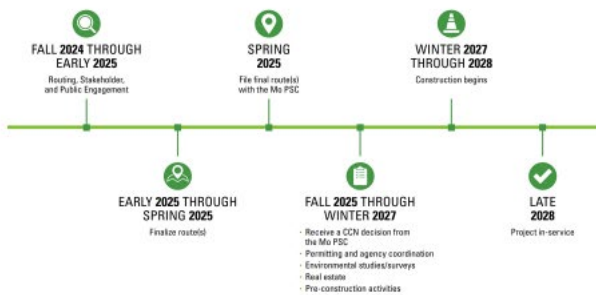 FALL 2024 THROUGH
EARLY 2025
Routing, Stakeholder,
and Public Engagement
EARLY 2025 THROUGH
SPRING 2025
Finalize route(s)
SPRING
2025
File final route(s)
with the Mo PSC
FALL 2025 THROUGH
WINTER 2027
· Receive a CCN decision from
the Mo PSC
· Permitting and agency coordination
· Environmental studies/surveys
· Real estate
· Pre-construction activities
WINTER 2027
THROUGH 2028
Construction begins
LATE
2028
Project in-service